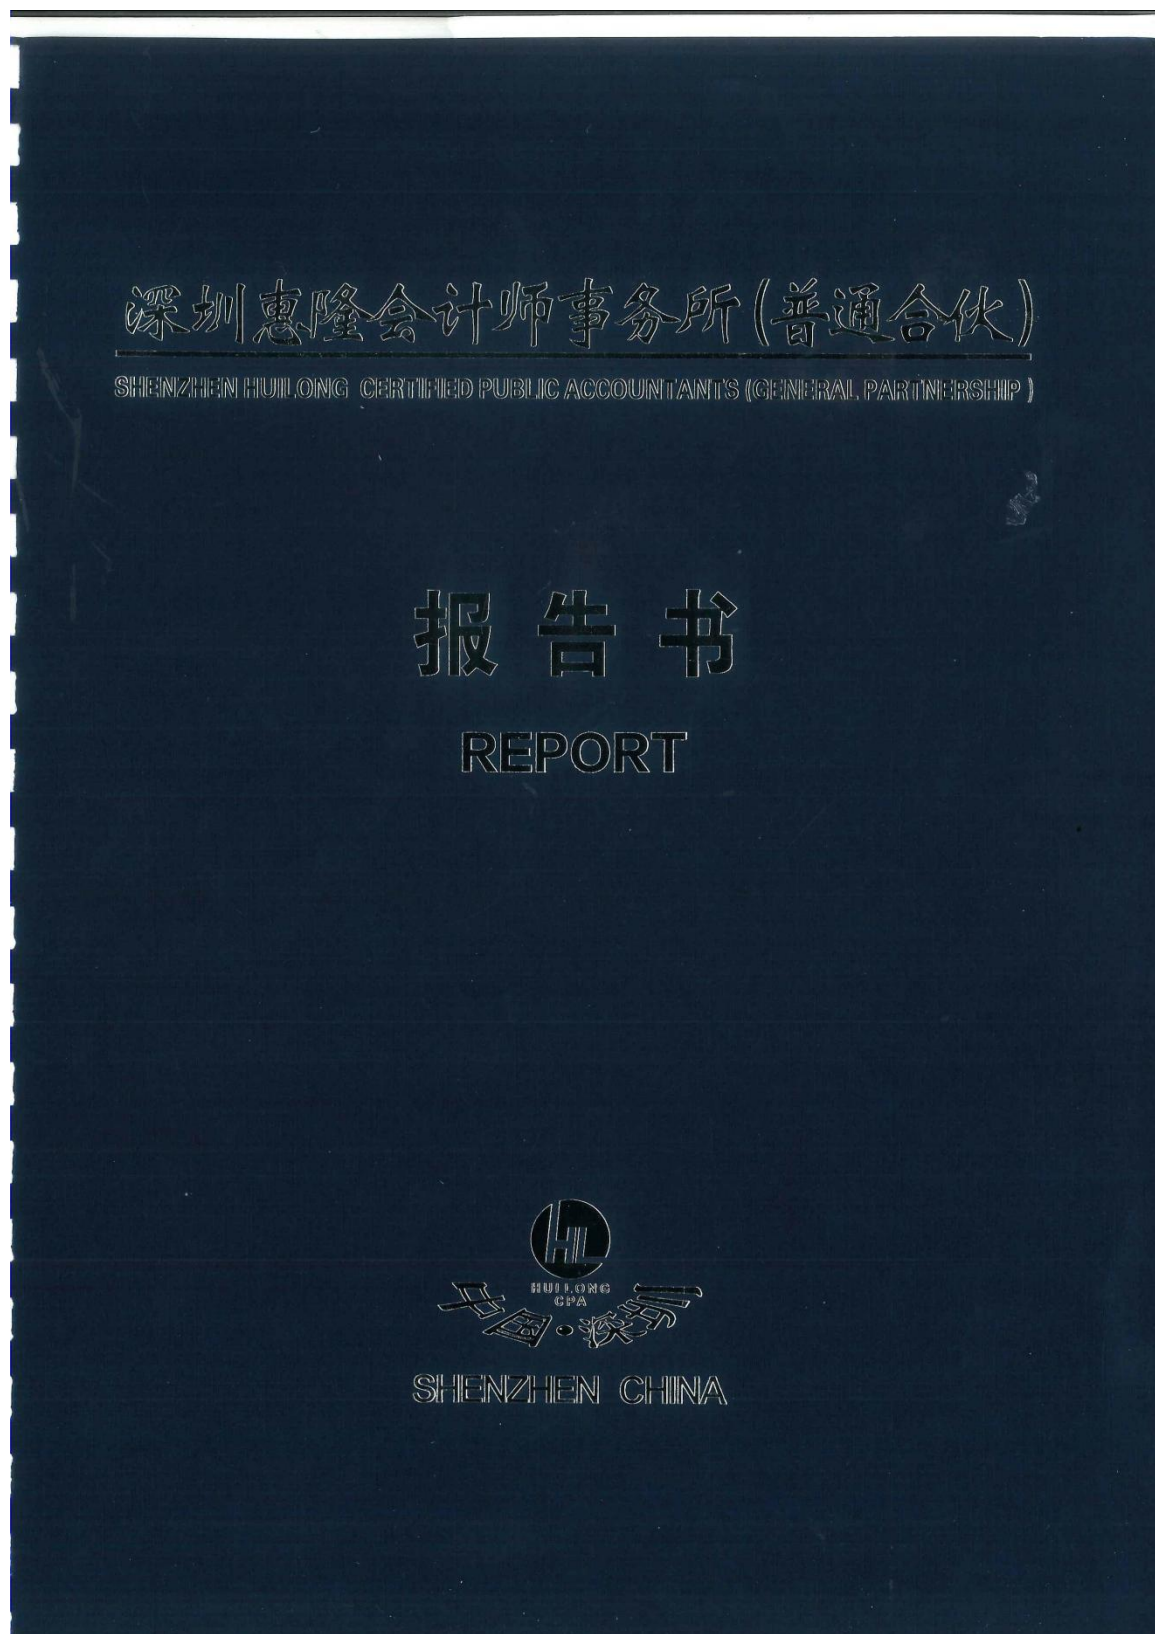 深圳惠隆会计师事务所(普通合伙)
SHENZHEN HUILONG CERTIFIED PUBLIC ACCOUNTANTS (GENERAL PARTNERSHIP)
报告书
REPORT
HL
HUILONG
CPA
中国·深圳
SHENZHEN CHINA